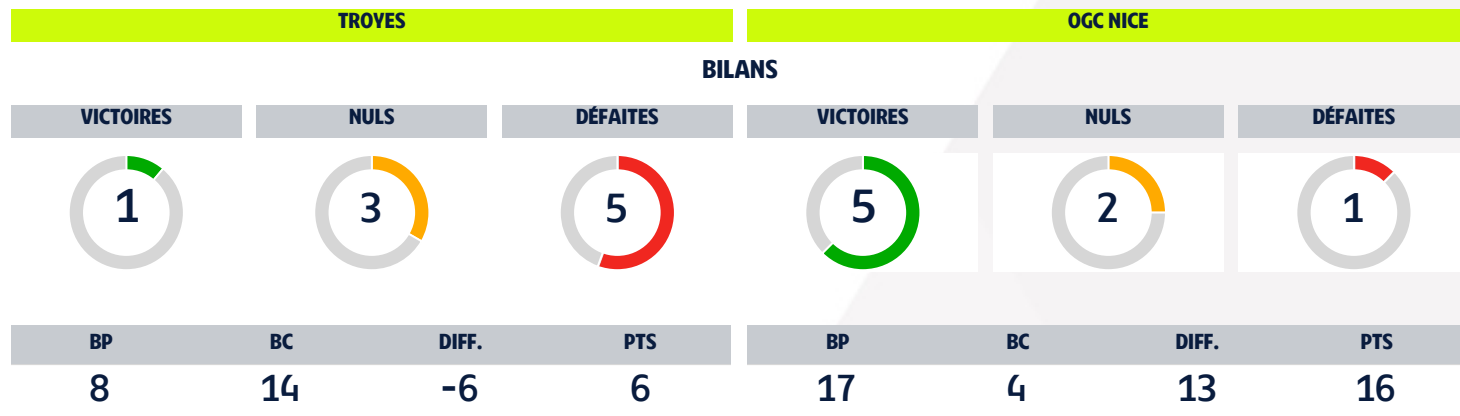 TROYES OGC NICE
BILANS
VICTOIRES NULS DÉFAITES VICTOIRES NULS DÉFAITES
1 3 5 5 2 1
BP BC DIFF. PTS BP BC DIFF. PTS
8 14 -6 6 17 4 13 16